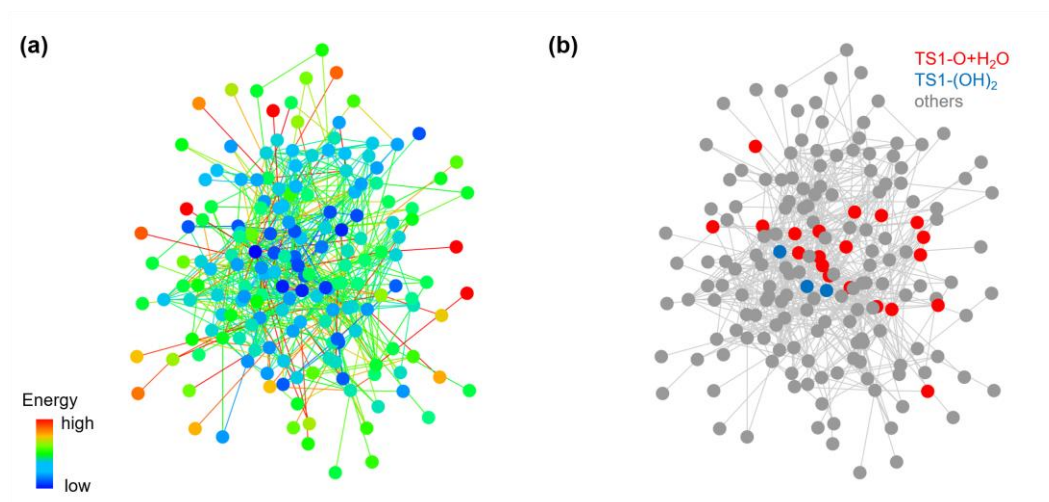 (a)
(b)
TS1-O+H₂O
TS1-(OH)₂
others
Energy
high
low